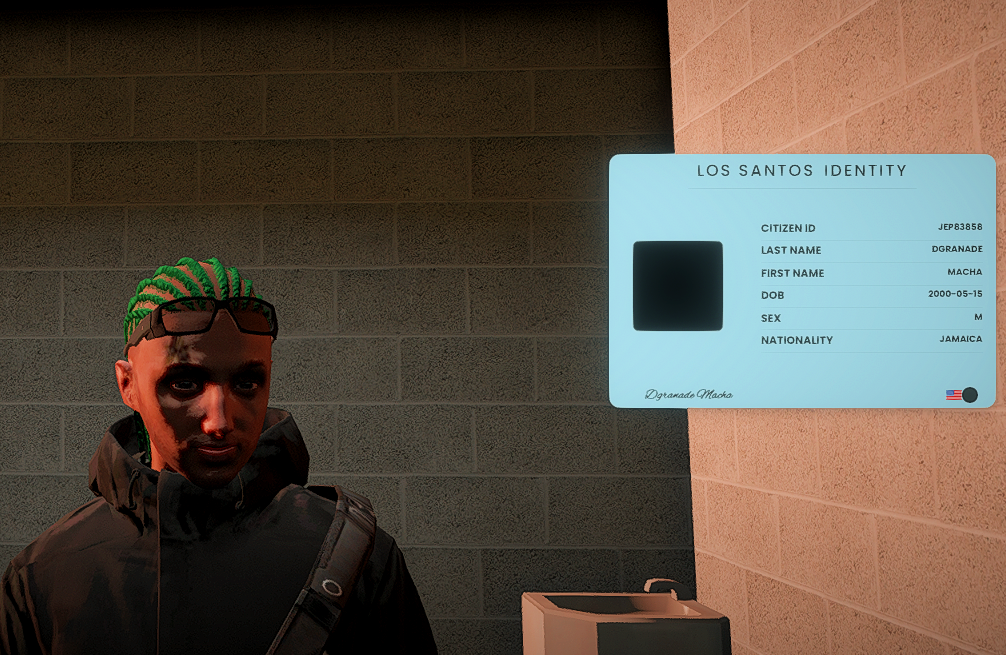 LOS SANTOS IDENTITY
CITIZEN ID JEP83858
LAST NAME DGRANADE
FIRST NAME MACHA
DOB 2000-05-15
SEX M
NATIONALITY JAMAICA
Dgranade Macha